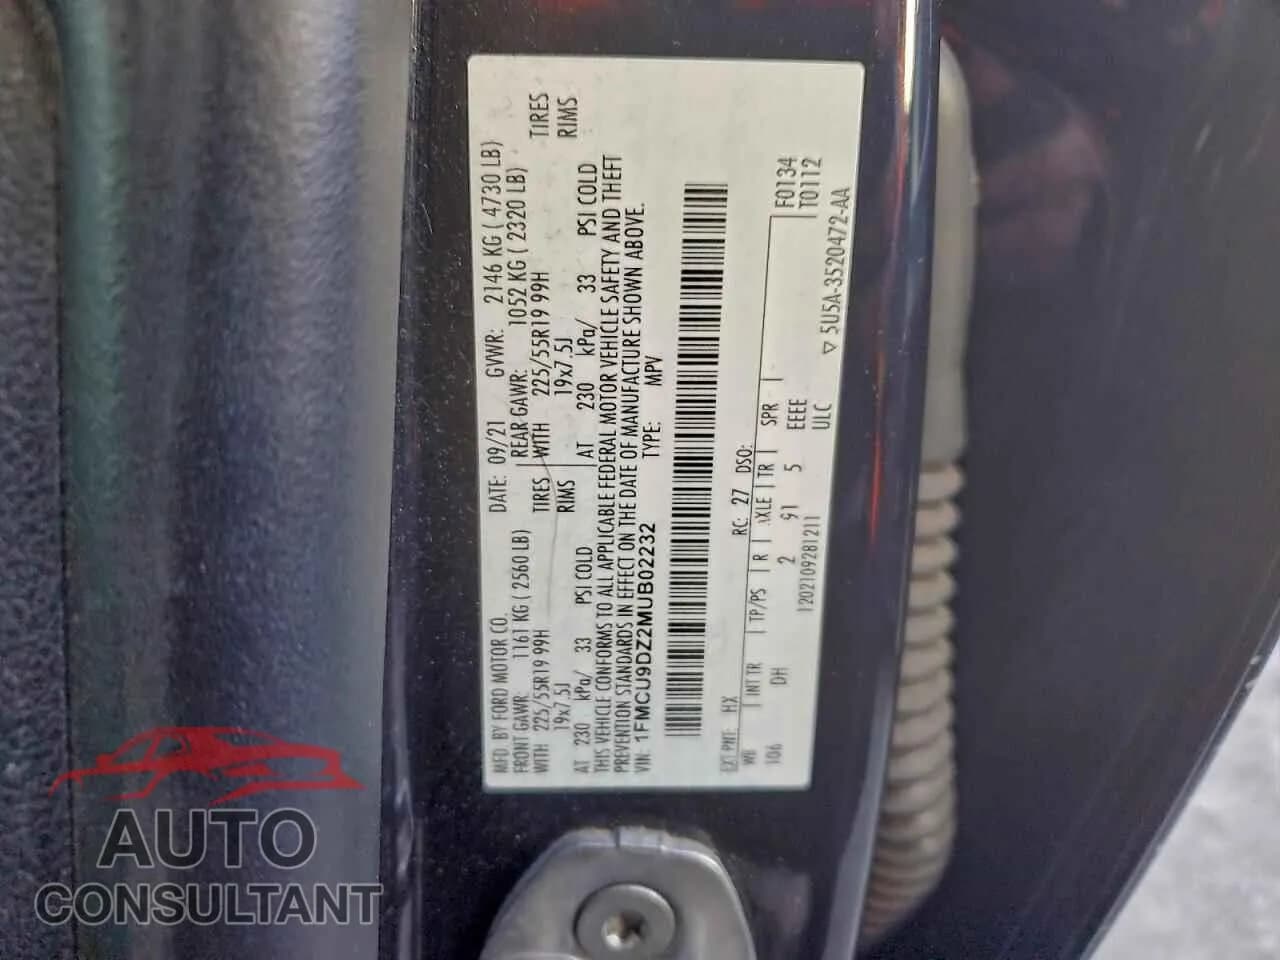 MFD. BY FORD MOTOR CO. DATE: 09/21 GVWR: 2146 KG ( 4730 LB)
FRONT GAWR: 1161 KG ( 2560 LB) REAR GAWR: 1052 KG ( 2320 LB)
WITH 225/55R19 99H TIRES WITH 225/55R19 99H TIRES
19x7.5J RIMS 19x7.5J RIMS
AT 230 kPa/ 33 PSI COLD AT 230 kPa/ 33 PSI COLD
THIS VEHICLE CONFORMS TO ALL APPLICABLE FEDERAL MOTOR VEHICLE SAFETY AND THEFT
PREVENTION STANDARDS IN EFFECT ON THE DATE OF MANUFACTURE SHOWN ABOVE.
VIN: 1FMCU9DZ2MUB02232 TYPE: MPV
EXT PNT: HX RC: 27 DSO: F0134
WB INT TR TP/PS R AXLE TR SPR T0112
106 DH 2 91 5 EEEE
1202109281211 ULC 5U5A-3520472-AA
AUTO
CONSULTANT